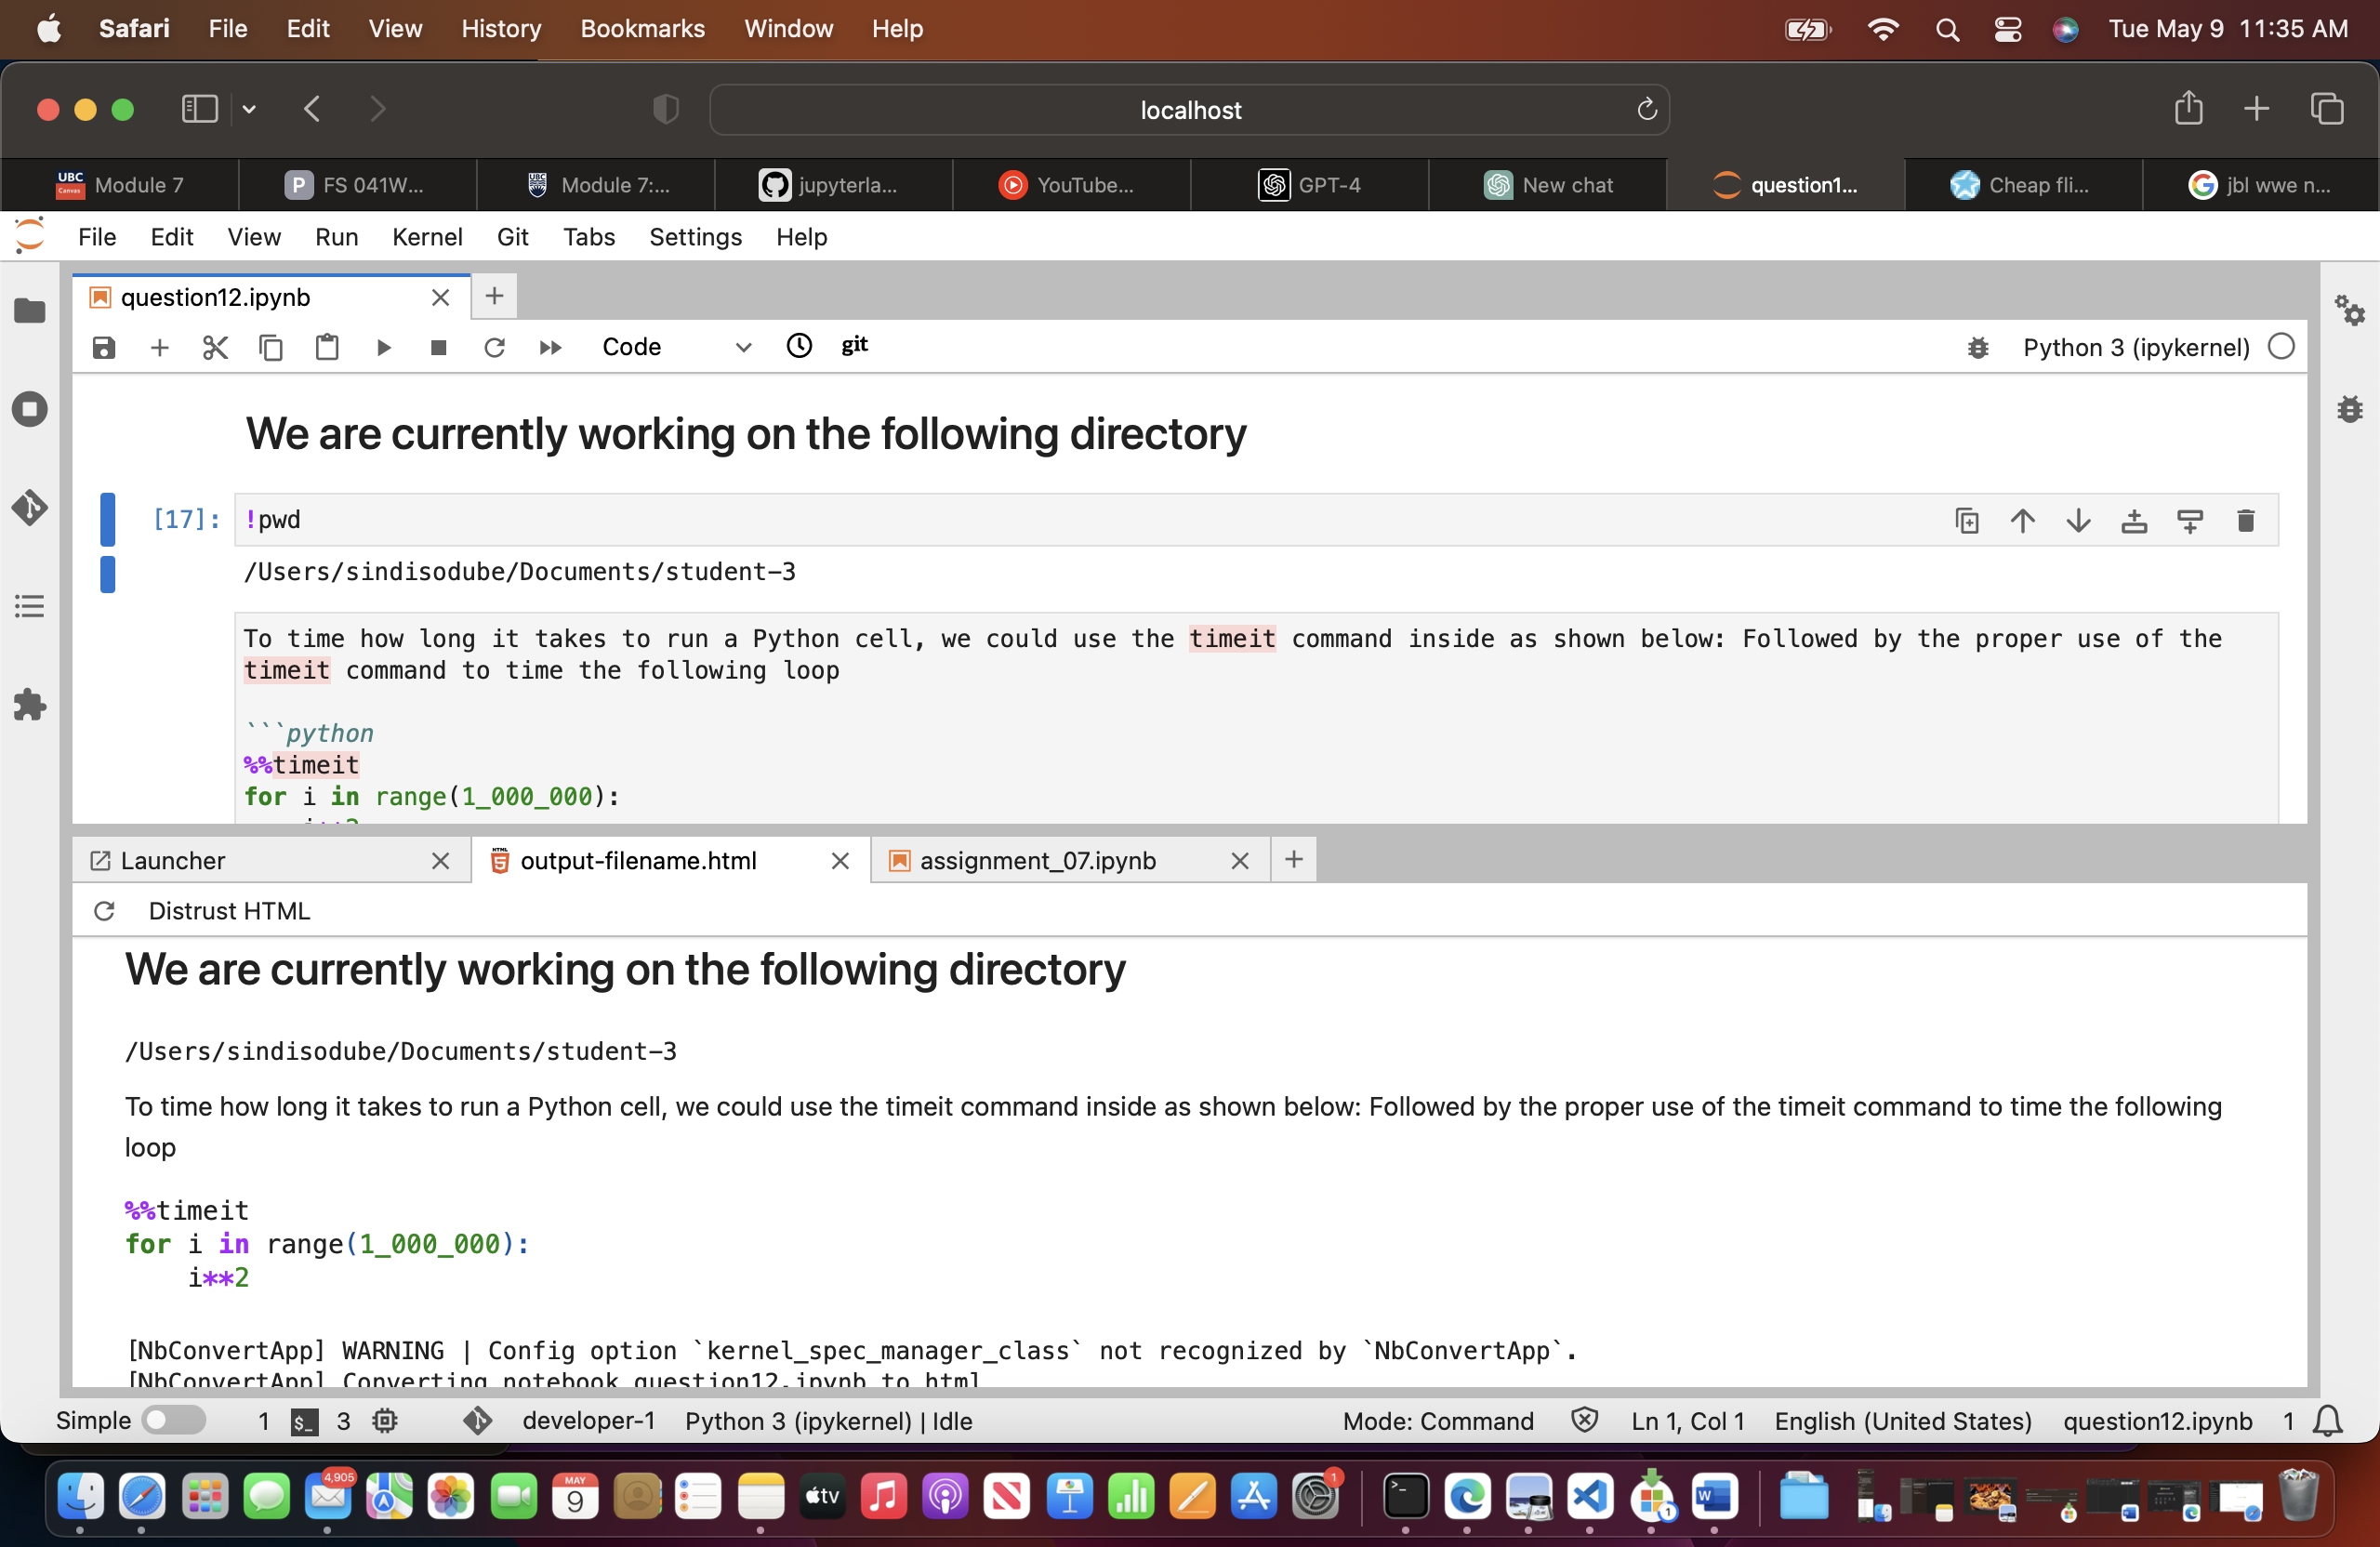 Safari File Edit View History Bookmarks Window Help Tue May 9 11:35 AM
localhost
UBC Canvas Module 7 P FS 041W... UBC Module 7:... jupyterla... YouTube... GPT-4 New chat question1... Cheap fli... jbl wwe n...
File Edit View Run Kernel Git Tabs Settings Help
question12.ipynb
Code git Python 3 (ipykernel)
We are currently working on the following directory
[17]: !pwd
/Users/sindisodube/Documents/student-3
To time how long it takes to run a Python cell, we could use the timeit command inside as shown below: Followed by the proper use of the
timeit command to time the following loop
```python
%%timeit
for i in range(1_000_000):
Launcher output-filename.html assignment_07.ipynb
Distrust HTML
We are currently working on the following directory
/Users/sindisodube/Documents/student-3
To time how long it takes to run a Python cell, we could use the timeit command inside as shown below: Followed by the proper use of the timeit command to time the following
loop
%%timeit
for i in range(1_000_000):
    i**2
[NbConvertApp] WARNING | Config option `kernel_spec_manager_class` not recognized by `NbConvertApp`.
[NbConvertApp] Converting notebook question12.ipynb to html
Simple 1 $_ 3 developer-1 Python 3 (ipykernel) | Idle Mode: Command Ln 1, Col 1 English (United States) question12.ipynb 1
4,905 MAY 9 tv 1 >_ W 1